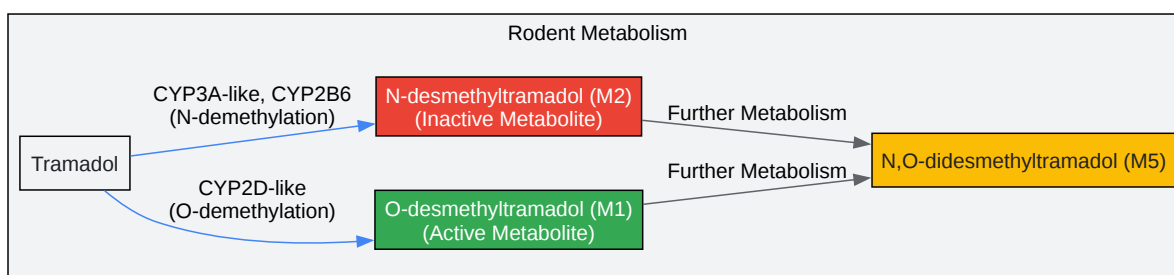 Rodent Metabolism
CYP3A-like, CYP2B6
(N-demethylation)
N-desmethyltramadol (M2)
(Inactive Metabolite)
Further Metabolism
Tramadol
N,O-didesmethyltramadol (M5)
CYP2D-like
(O-demethylation)
O-desmethyltramadol (M1)
(Active Metabolite)
Further Metabolism